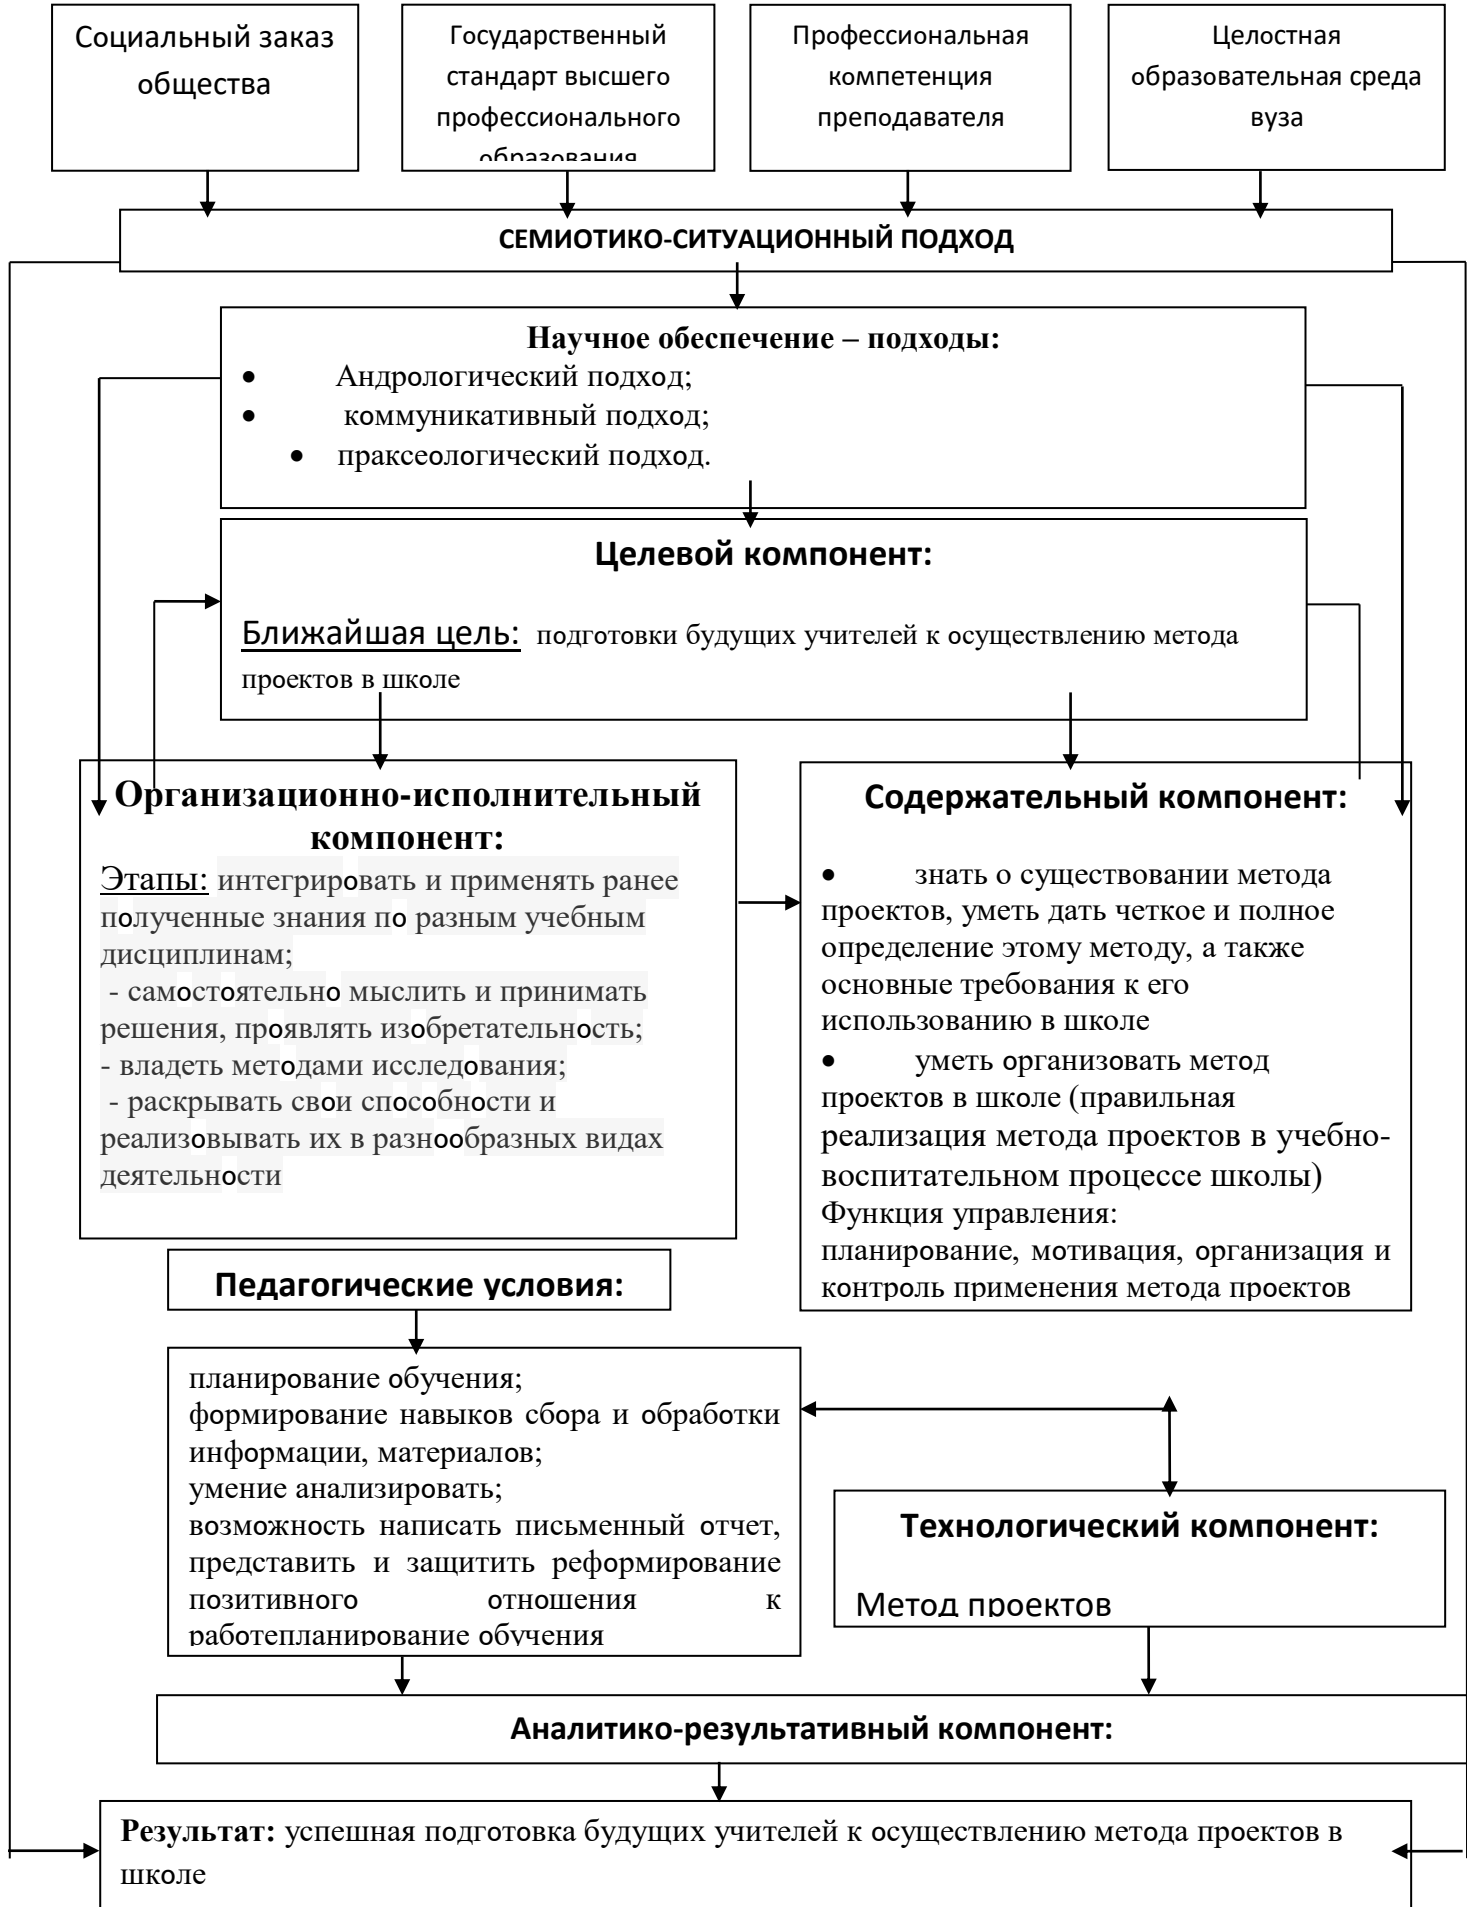 Социальный заказ
общества
Государственный
стандарт высшего
профессионального
образования
Профессиональная
компетенция
преподавателя
Целостная
образовательная среда
вуза
СЕМИОТИКО-СИТУАЦИОННЫЙ ПОДХОД
Научное обеспечение – подходы:
• Андрологический подход;
• коммуникативный подход;
• праксеологический подход.
Целевой компонент:
Ближайшая цель: подготовки будущих учителей к осуществлению метода
проектов в школе
Организационно-исполнительный
компонент:
Этапы: интегрировать и применять ранее
полученные знания по разным учебным
дисциплинам;
- самостоятельно мыслить и принимать
решения, проявлять изобретательность;
- владеть методами исследования;
- раскрывать свои способности и
реализовывать их в разнообразных видах
деятельности
Содержательный компонент:
• знать о существовании метода
проектов, уметь дать четкое и полное
определение этому методу, а также
основные требования к его
использованию в школе
• уметь организовать метод
проектов в школе (правильная
реализация метода проектов в учебно-
воспитательном процессе школы)
Функция управления:
планирование, мотивация, организация и
контроль применения метода проектов
Педагогические условия:
планирование обучения;
формирование навыков сбора и обработки
информации, материалов;
умение анализировать;
возможность написать письменный отчет,
представить и защитить реформирование
позитивного отношения к
работепланирование обучения
Технологический компонент:
Метод проектов
Аналитико-результативный компонент:
Результат: успешная подготовка будущих учителей к осуществлению метода проектов в
школе